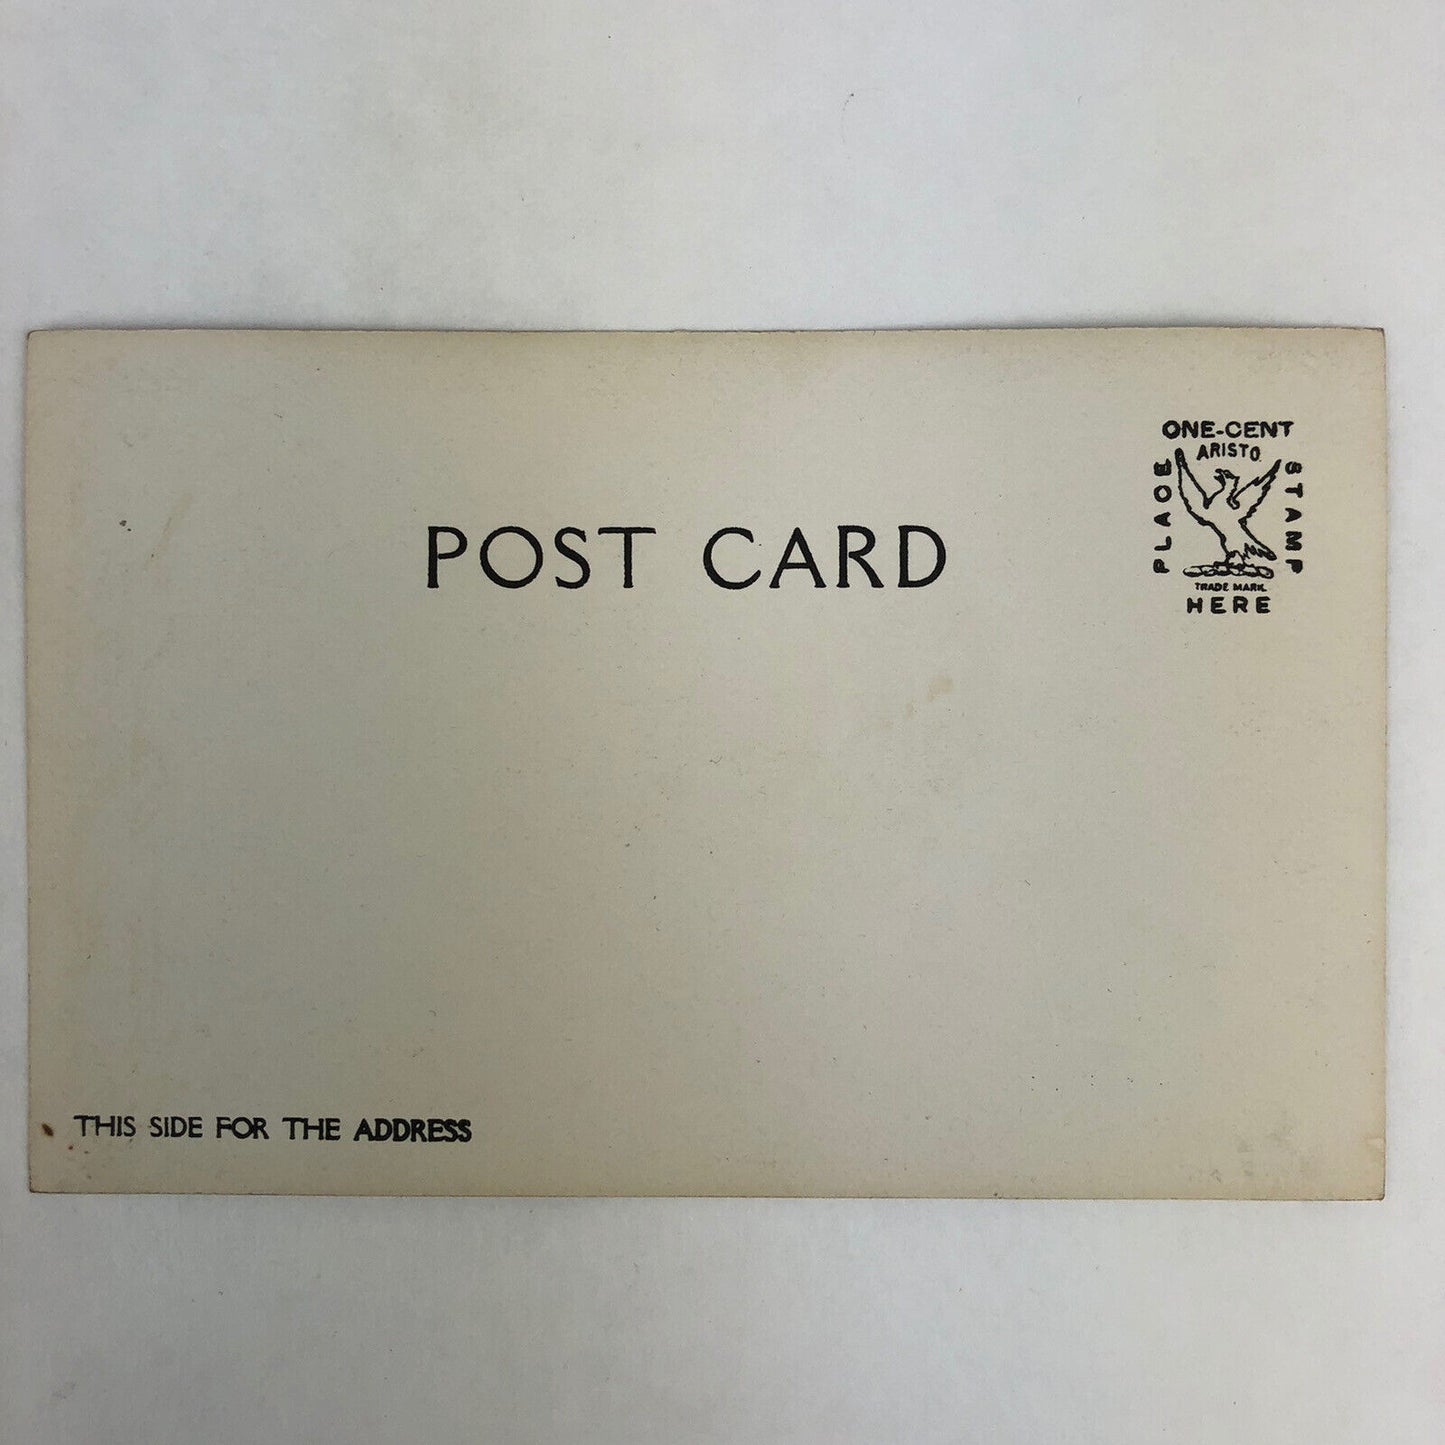 ONE-CENT
ARISTO
PLACE
STAMP
TRADE MARK.
HERE
POST CARD
THIS SIDE FOR THE ADDRESS